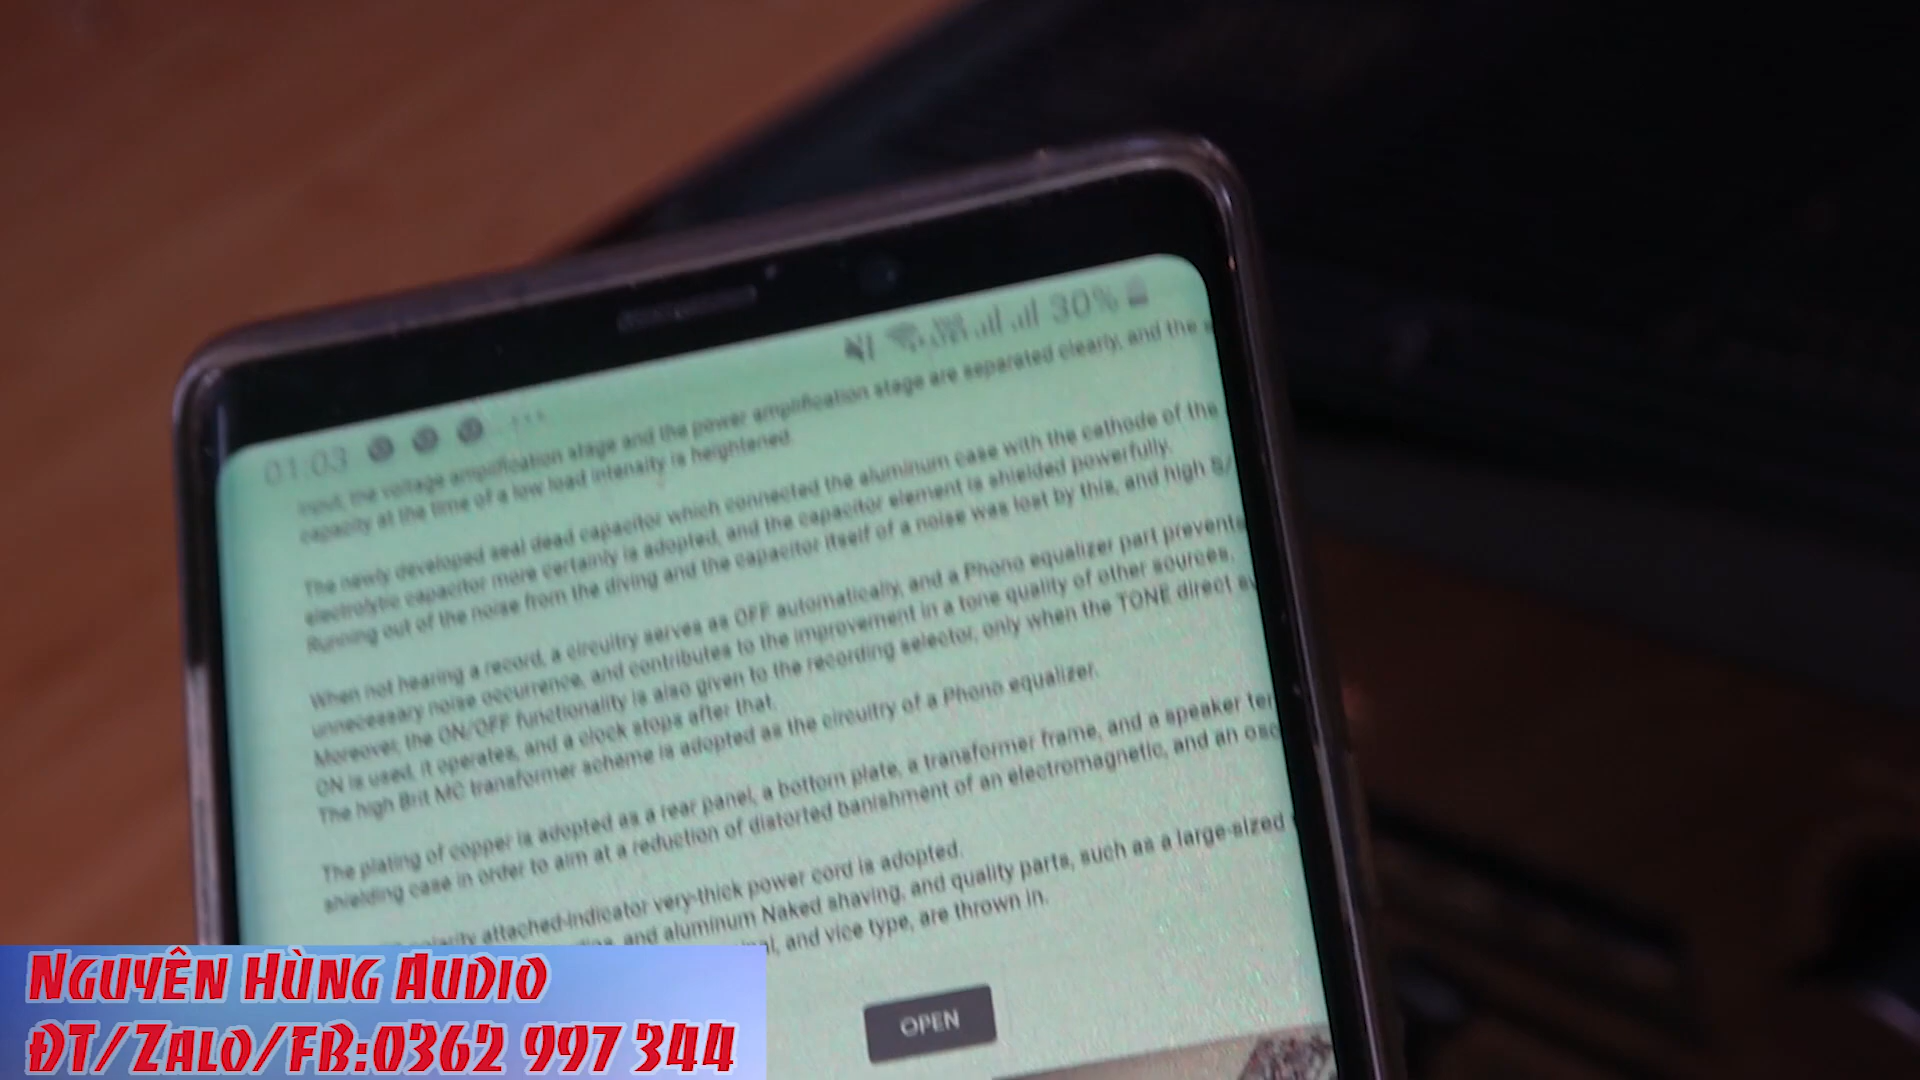 01:03
30%
input, the voltage amplification stage and the power amplification stage are separated clearly, and the
capacity at the time of a low load intensity is heightened.
The newly developed seal dead capacitor which connected the aluminum case with the cathode of the
electrolytic capacitor more certainly is adopted, and the capacitor element is shielded powerfully.
Running out of the noise from the diving and the capacitor itself of a noise was lost by this, and high S/
When not hearing a record, a circuitry serves as OFF automatically, and a Phono equalizer part prevents
unnecessary noise occurrence, and contributes to the improvement in a tone quality of other sources.
Moreover, the ON/OFF functionality is also given to the recording selector, only when the TONE direct
ON is used, it operates, and a clock stops after that.
The high Brit MC transformer scheme is adopted as the circuitry of a Phono equalizer.
The plating of copper is adopted as a rear panel, a bottom plate, a transformer frame, and a speaker ter
shielding case in order to aim at a reduction of distorted banishment of an electromagnetic, and an osc
polarity attached-indicator very-thick power cord is adopted.
and aluminum Naked shaving, and quality parts, such as a large-sized
, and vice type, are thrown in.
OPEN
NGUYÊN HÙNG AUDIO
ĐT/ZALO/FB:0362 997 344